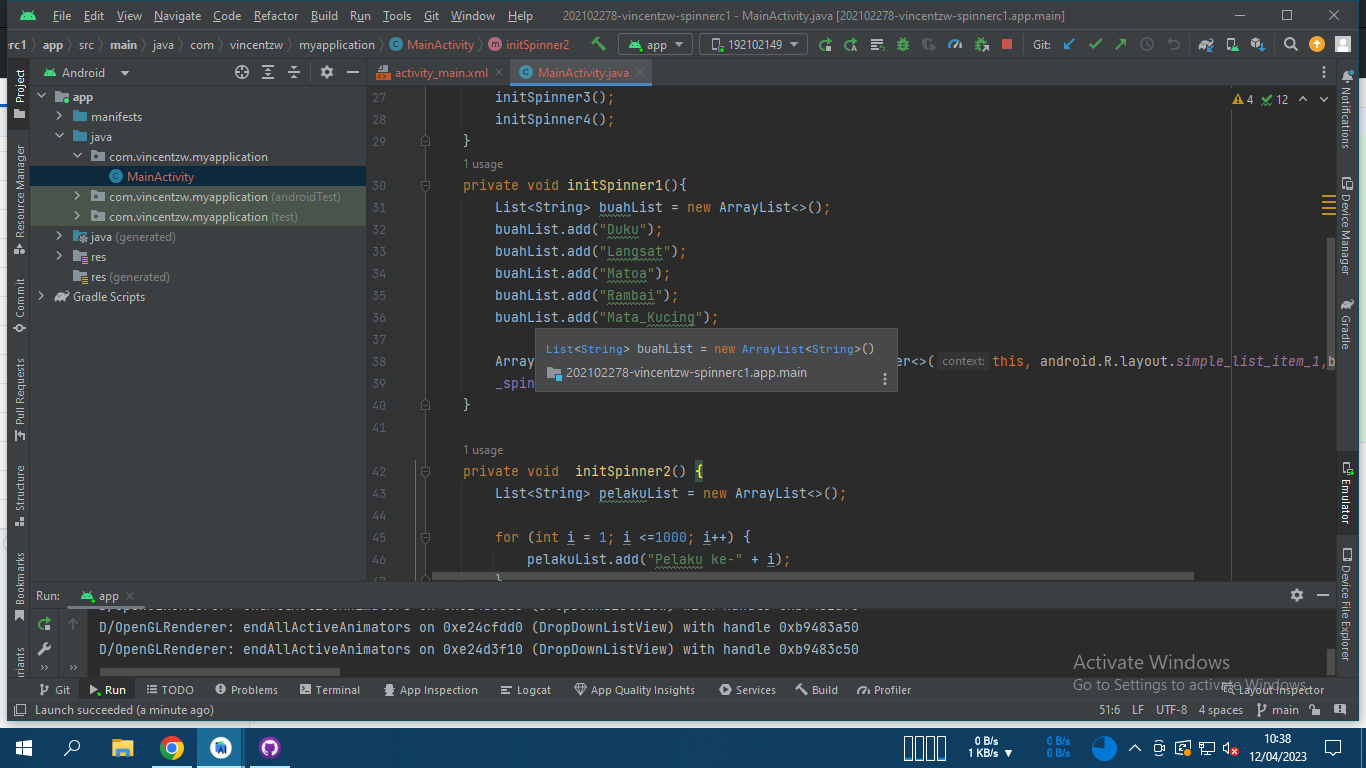 File Edit View Navigate Code Refactor Build Run Tools Git Window Help 202102278-vincentzw-spinnerc1 - MainActivity.java [202102278-vincentzw-spinnerc1.app.main]
rc1 app src main java com vincentzw myapplication MainActivity initSpinner2 app 192102149 Git:
Android
activity_main.xml MainActivity.java
Project
Resource Manager
Commit
Pull Requests
Structure
Bookmarks
app
manifests
java
com.vincentzw.myapplication
MainActivity
com.vincentzw.myapplication (androidTest)
com.vincentzw.myapplication (test)
java (generated)
res
res (generated)
Gradle Scripts
4 12
27 initSpinner3();
28 initSpinner4();
29 }
1 usage
30 private void initSpinner1(){
31 List<String> buahList = new ArrayList<>();
32 buahList.add("Duku");
33 buahList.add("Langsat");
34 buahList.add("Matoa");
35 buahList.add("Rambai");
36 buahList.add("Mata_Kucing");
37
List<String> buahList = new ArrayList<String>()
202102278-vincentzw-spinnerc1.app.main
38 Array er<>( context: this, android.R.layout.simple_list_item_1,b
39 _spin
40 }
41
1 usage
42 private void initSpinner2() {
43 List<String> pelakuList = new ArrayList<>();
44
45 for (int i = 1; i <=1000; i++) {
46 pelakuList.add("Pelaku ke-" + i);
47 }
Notifications
Device Manager
Gradle
Emulator
Device File Explorer
Run: app
D/OpenGLRenderer: endAllActiveAnimators on 0xe24cfdd0 (DropDownListView) with handle 0xb9483a50
D/OpenGLRenderer: endAllActiveAnimators on 0xe24d3f10 (DropDownListView) with handle 0xb9483c50
Activate Windows
Go to Settings to activate Windows.
Git Run TODO Problems Terminal App Inspection Logcat App Quality Insights Services Build Profiler Layout Inspector
Launch succeeded (a minute ago) 51:6 LF UTF-8 4 spaces main
0 B/s 0 B/s 10:38
1 KB/s 0 B/s 12/04/2023